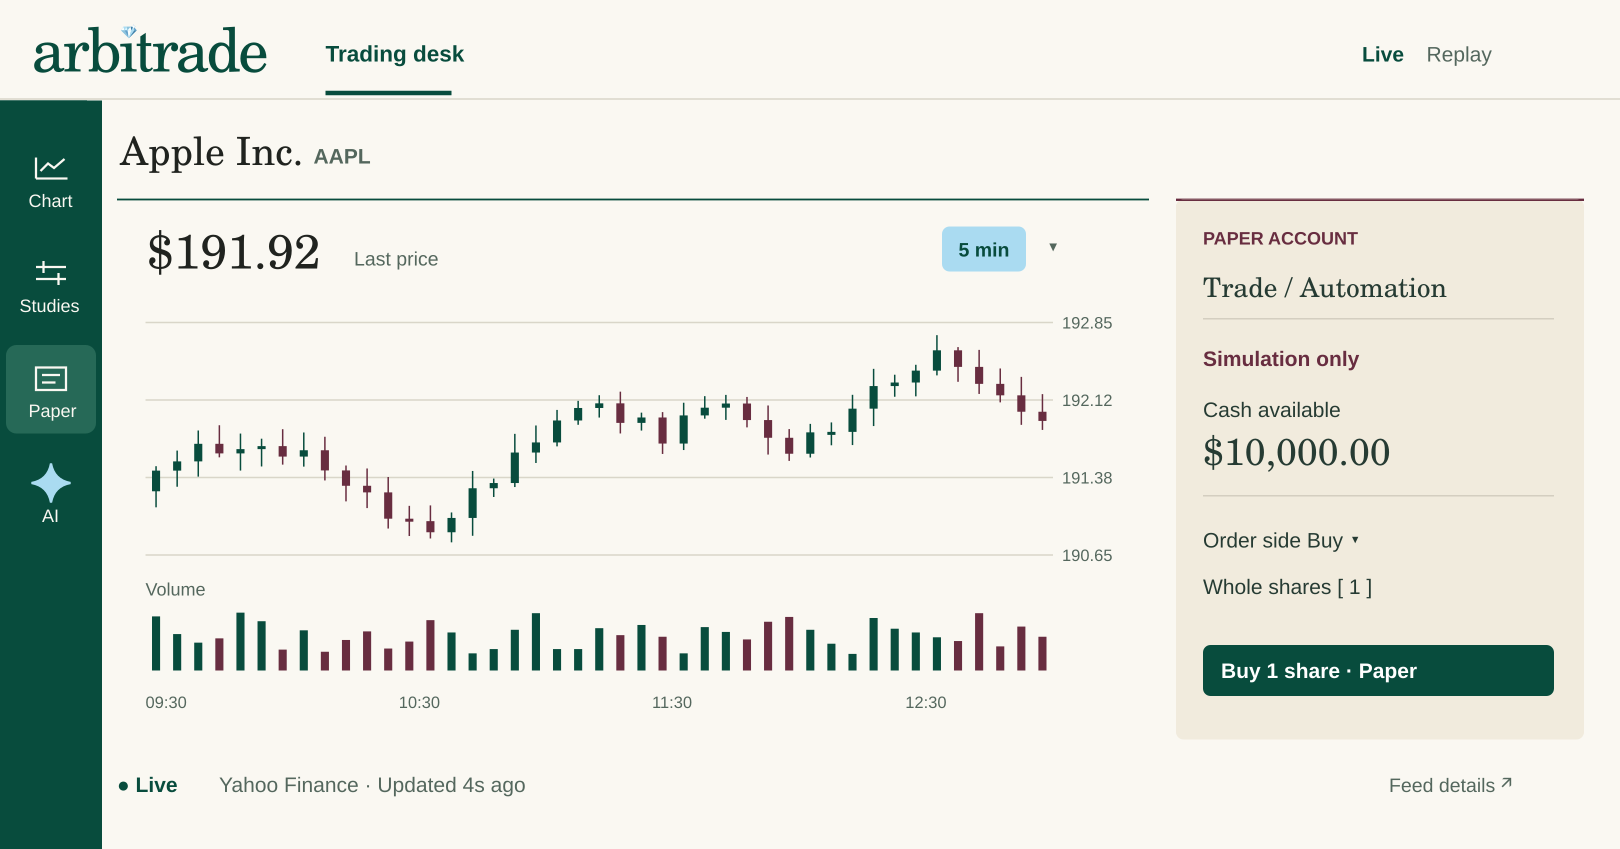 arbitrade
Trading desk
Live Replay
Chart
Studies
Paper
AI
Apple Inc. AAPL
$191.92 Last price
5 min ▾
192.85
192.12
191.38
190.65
Volume
09:30 10:30 11:30 12:30
PAPER ACCOUNT
Trade / Automation
Simulation only
Cash available
$10,000.00
Order side Buy ▾
Whole shares [ 1 ]
Buy 1 share · Paper
● Live Yahoo Finance · Updated 4s ago
Feed details ↗